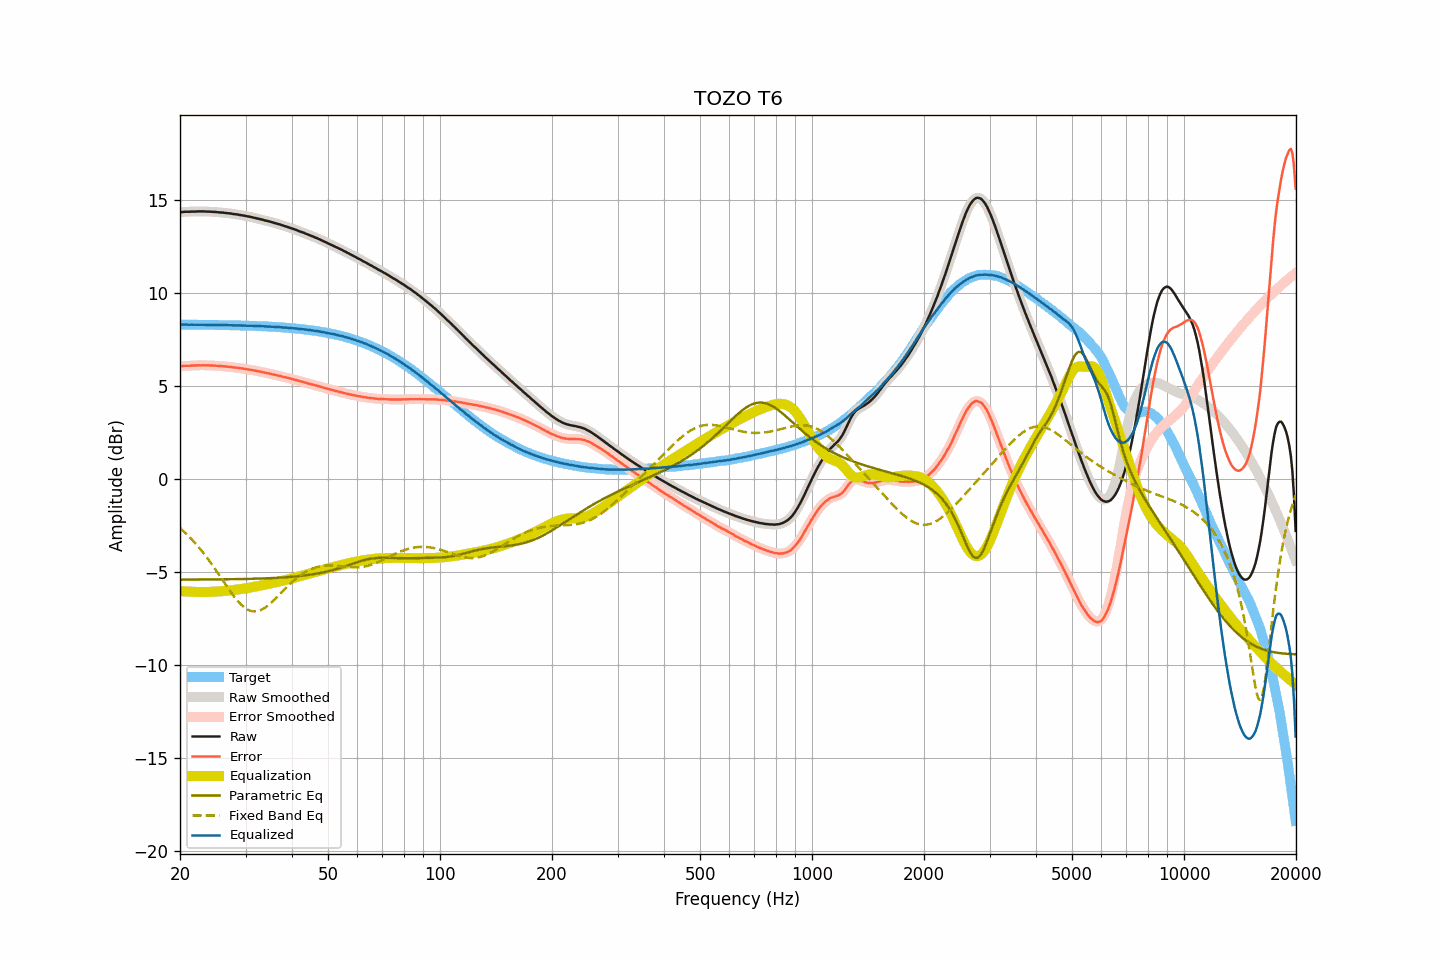 TOZO T6
Amplitude (dBr)
15
10
5
0
−5
−10
−15
−20
Target
Raw Smoothed
Error Smoothed
Raw
Error
Equalization
Parametric Eq
Fixed Band Eq
Equalized
20 50 100 200 500 1000 2000 5000 10000 20000
Frequency (Hz)